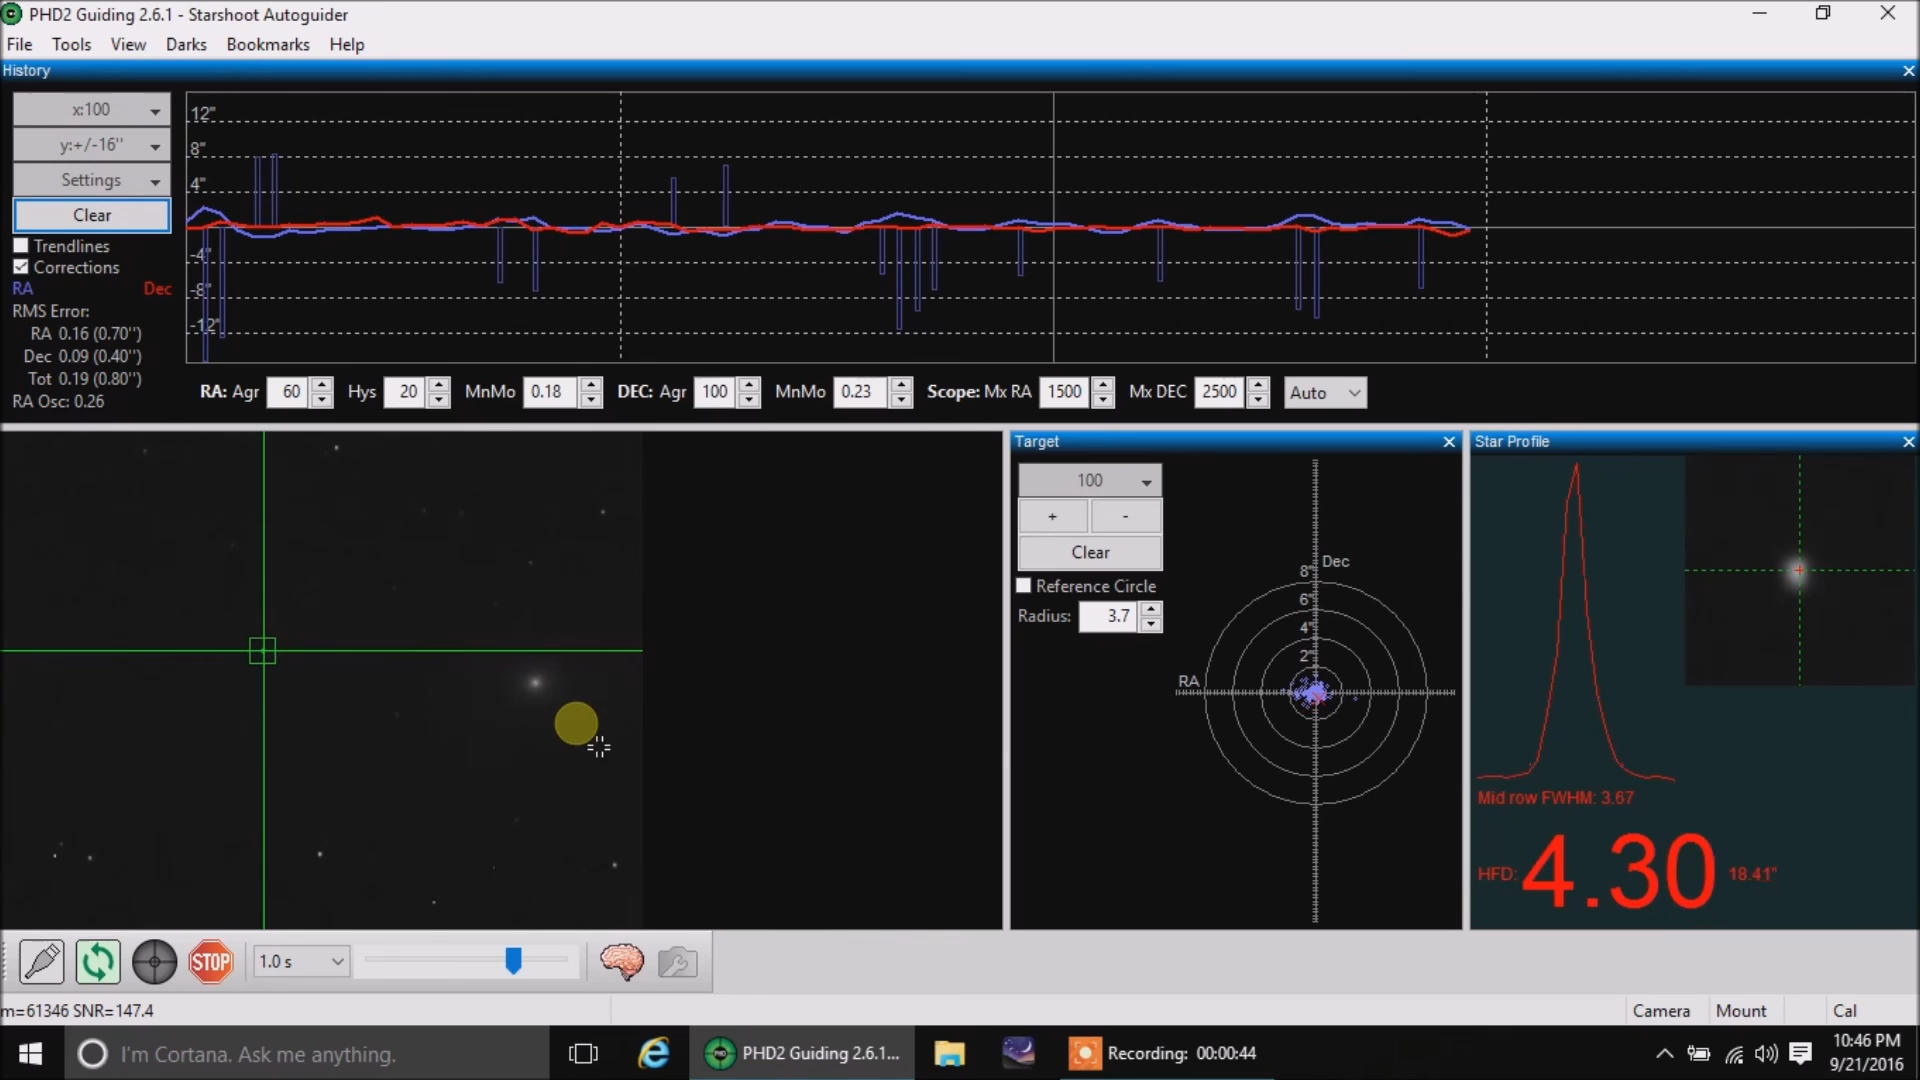 PHD2 Guiding 2.6.1 - Starshoot Autoguider
File Tools View Darks Bookmarks Help
History
x:100
y:+/-16''
Settings
Clear
Trendlines
Corrections
RA Dec
RMS Error:
RA 0.16 (0.70'')
Dec 0.09 (0.40'')
Tot 0.19 (0.80'')
RA Osc: 0.26
12"
8"
4"
-4"
-8"
-12"
RA: Agr 60 Hys 20 MnMo 0.18 DEC: Agr 100 MnMo 0.23 Scope: Mx RA 1500 Mx DEC 2500 Auto
Target
100
+ -
Clear
Reference Circle
Radius: 3.7
Dec
8"
6"
4"
2"
RA
Star Profile
Mid row FWHM: 3.67
HFD: 4.30 18.41"
STOP
1.0 s
m=61346 SNR=147.4
Camera Mount Cal
I'm Cortana. Ask me anything.
PHD
PHD2 Guiding 2.6.1...
Recording: 00:00:44
10:46 PM
9/21/2016